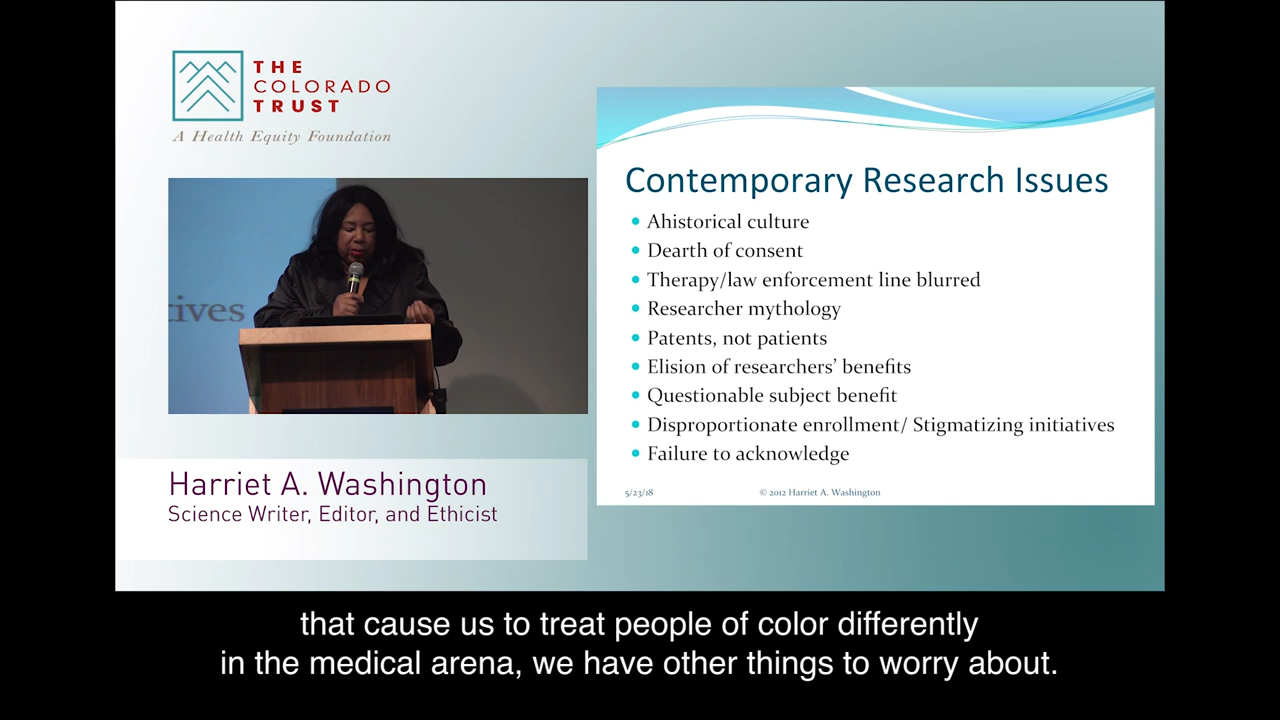 THE
COLORADO
TRUST
A Health Equity Foundation
tives
Harriet A. Washington
Science Writer, Editor, and Ethicist
Contemporary Research Issues
Ahistorical culture
Dearth of consent
Therapy/law enforcement line blurred
Researcher mythology
Patents, not patients
Elision of researchers’ benefits
Questionable subject benefit
Disproportionate enrollment/ Stigmatizing initiatives
Failure to acknowledge
5/23/18
© 2012 Harriet A. Washington
that cause us to treat people of color differently
in the medical arena, we have other things to worry about.